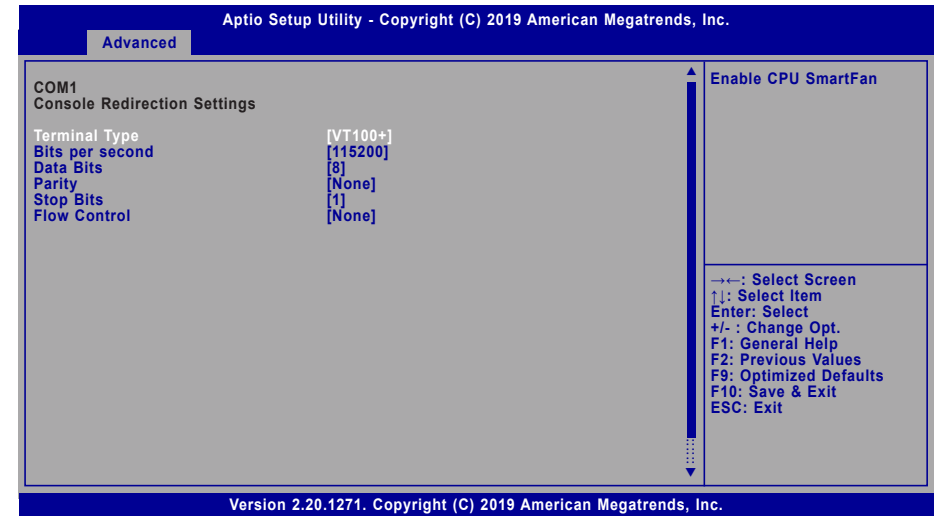 Aptio Setup Utility - Copyright (C) 2019 American Megatrends, Inc.
Advanced
COM1
Console Redirection Settings
Terminal Type [VT100+]
Bits per second [115200]
Data Bits [8]
Parity [None]
Stop Bits [1]
Flow Control [None]
Enable CPU SmartFan
→←: Select Screen
↑↓: Select Item
Enter: Select
+/- : Change Opt.
F1: General Help
F2: Previous Values
F9: Optimized Defaults
F10: Save & Exit
ESC: Exit
Version 2.20.1271. Copyright (C) 2019 American Megatrends, Inc.